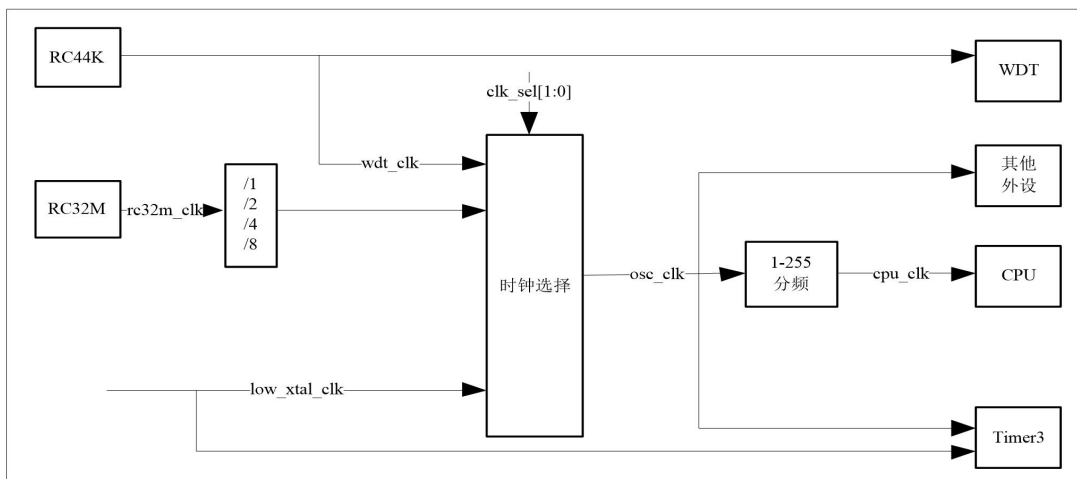 RC44K
WDT
clk_sel[1:0]
wdt_clk
其他
外设
RC32M
rc32m_clk
/1
/2
/4
/8
时钟选择
osc_clk
1-255
分频
cpu_clk
CPU
low_xtal_clk
Timer3